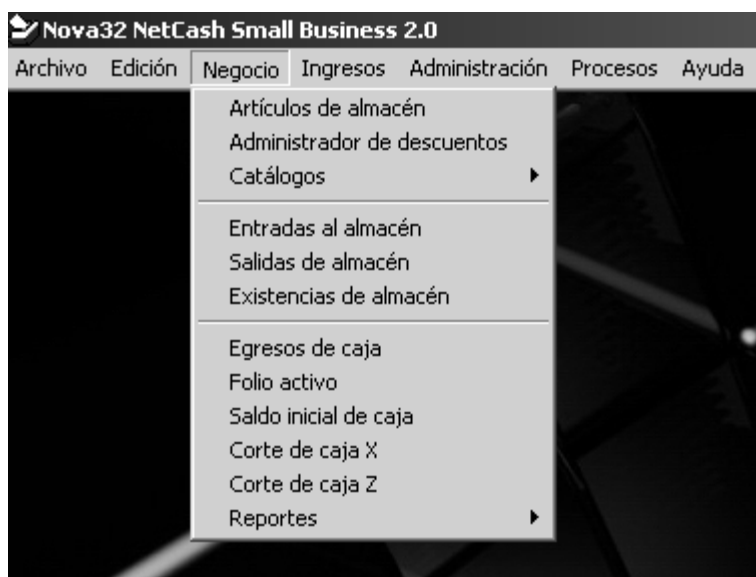 Nova32 NetCash Small Business 2.0
Archivo Edición Negocio Ingresos Administración Procesos Ayuda
Artículos de almacén
Administrador de descuentos
Catálogos
Entradas al almacén
Salidas de almacén
Existencias de almacén
Egresos de caja
Folio activo
Saldo inicial de caja
Corte de caja X
Corte de caja Z
Reportes